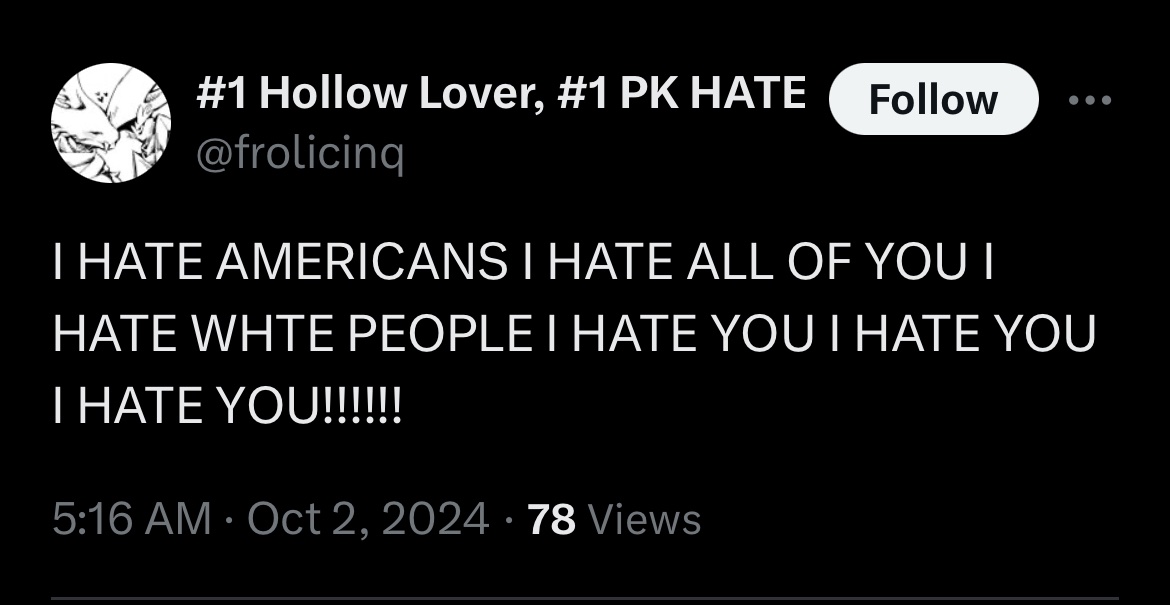 #1 Hollow Lover, #1 PK HATE
Follow
@frolicinq
I HATE AMERICANS I HATE ALL OF YOU I
HATE WHTE PEOPLE I HATE YOU I HATE YOU
I HATE YOU!!!!!!
5:16 AM · Oct 2, 2024 · 78 Views